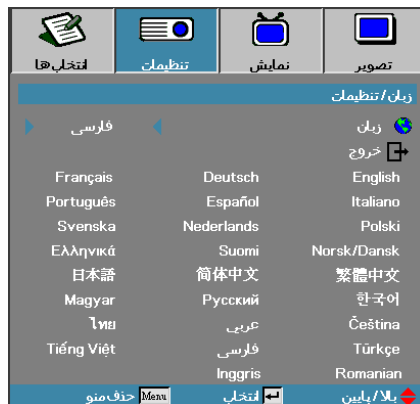 تصویر نمایش تنظیمات انتخاب‌ها
زبان/تنظیمات
زبان فارسی
خروج
English Deutsch Français
Italiano Español Português
Polski Nederlands Svenska
Norsk/Dansk Suomi Ελληνικά
繁體中文 简体中文 日本語
한국어 Русский Magyar
Čeština عربي ไทย
Türkçe فارسی Tiếng Việt
Romanian Inggris
بالا/پایین انتخاب Menu حذف منو